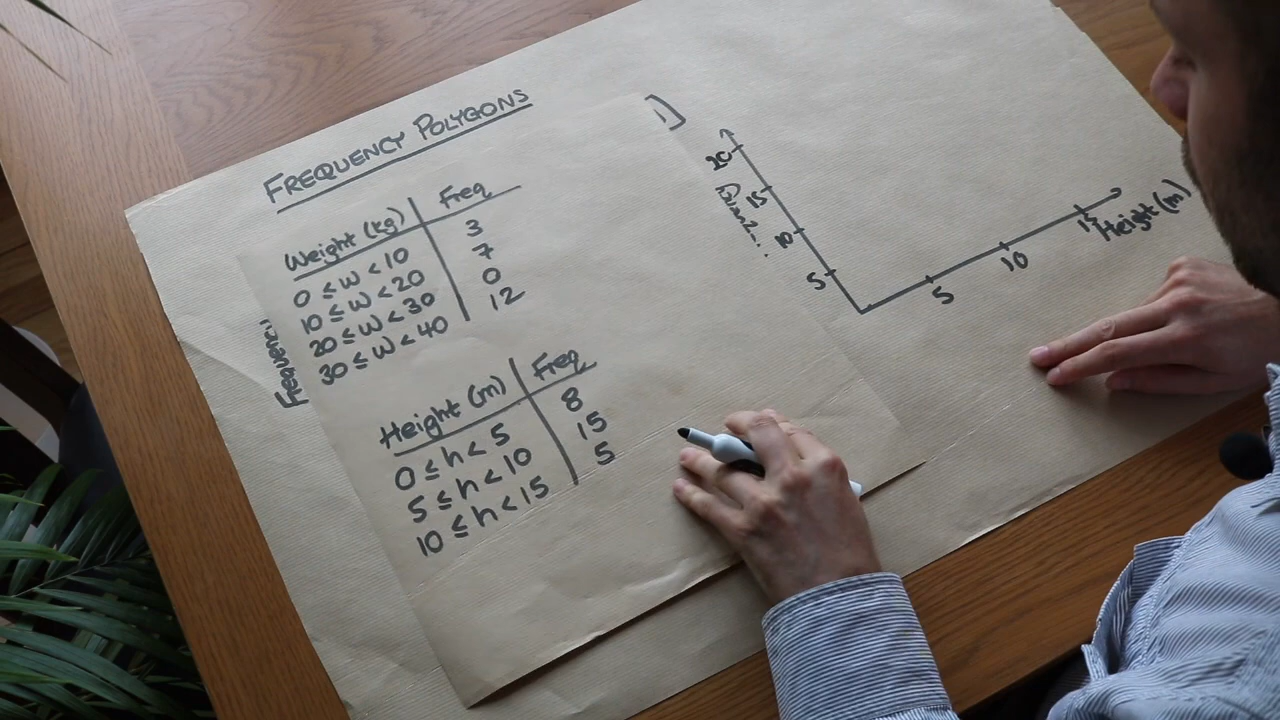 FREQUENCY POLYGONS
Weight (kg) Freq
0 ≤ w < 10 3
10 ≤ w < 20 7
20 ≤ w < 30 0
30 ≤ w < 40 12
Frequency
Height (m) Freq
0 ≤ h < 5 8
5 ≤ h < 10 15
10 ≤ h < 15 5
20
15
10
5
5
10
15
Height (m)